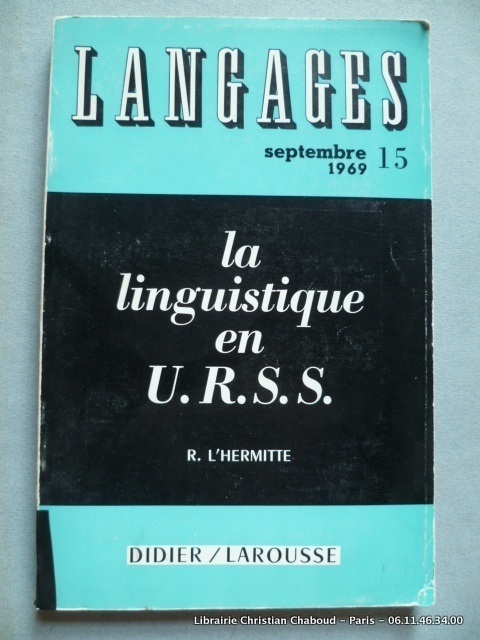 LANGAGES
septembre 15
1969
la
linguistique
en
U.R.S.S.
R. L'HERMITTE
DIDIER/LAROUSSE
Librairie Christian Chaboud - Paris - 06.11.46.34.00